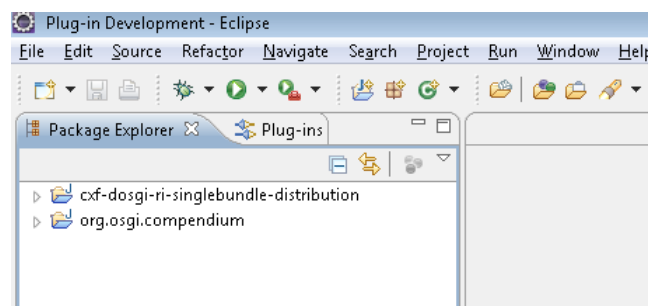 Plug-in Development - Eclipse
File Edit Source Refactor Navigate Search Project Run Window Help
Package Explorer Plug-ins
cxf-dosgi-ri-singlebundle-distribution
org.osgi.compendium